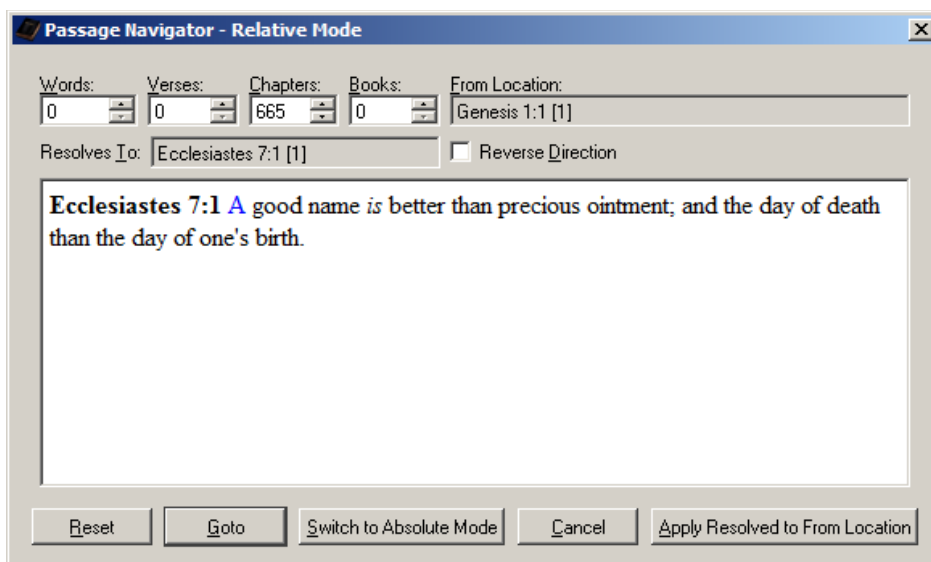 Passage Navigator - Relative Mode
Words: Verses: Chapters: Books: From Location:
0 0 665 0 Genesis 1:1 [1]
Resolves To: Ecclesiastes 7:1 [1] Reverse Direction
Ecclesiastes 7:1 A good name is better than precious ointment; and the day of death
than the day of one's birth.
Reset Goto Switch to Absolute Mode Cancel Apply Resolved to From Location